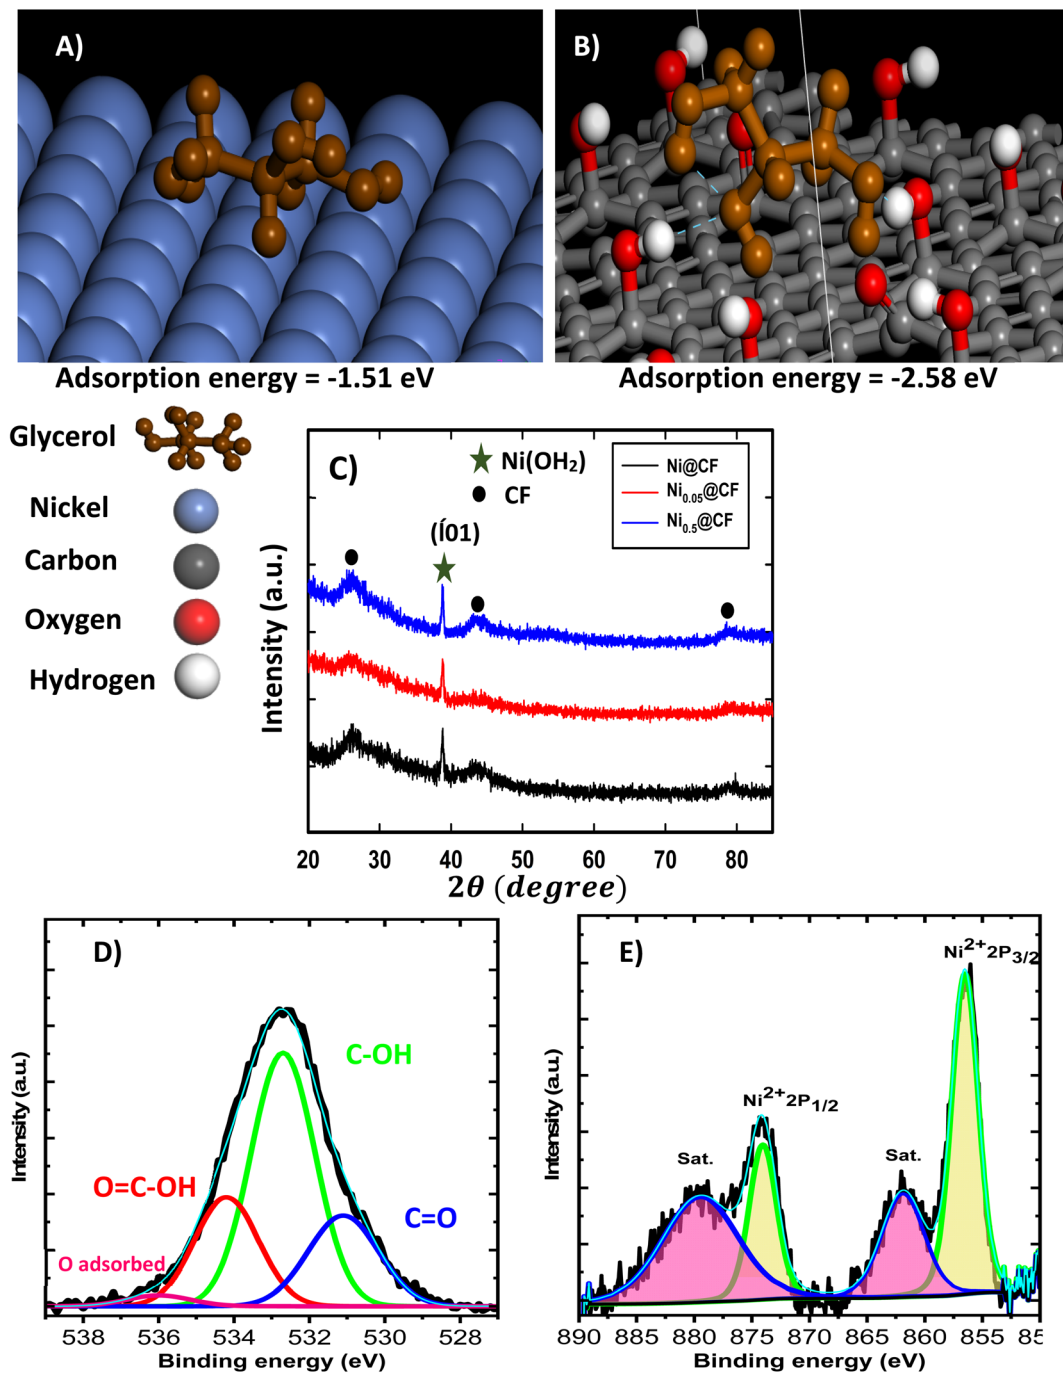 A)
B)
Adsorption energy = -1.51 eV
Adsorption energy = -2.58 eV
Glycerol
Nickel
Carbon
Oxygen
Hydrogen
C)
★ Ni(OH₂)
● CF
(Í01)
Ni@CF
Ni₀.₀₅@CF
Ni₀.₅@CF
Intensity (a.u.)
20 30 40 50 60 70 80
2θ (degree)
D)
C-OH
O=C-OH
C=O
O adsorbed
Intensity (a.u.)
538 536 534 532 530 528
Binding energy (eV)
E)
Ni²⁺2P₃/₂
Ni²⁺2P₁/₂
Sat.
Sat.
Intensity (a.u.)
890 885 880 875 870 865 860 855 85
Binding energy (eV)